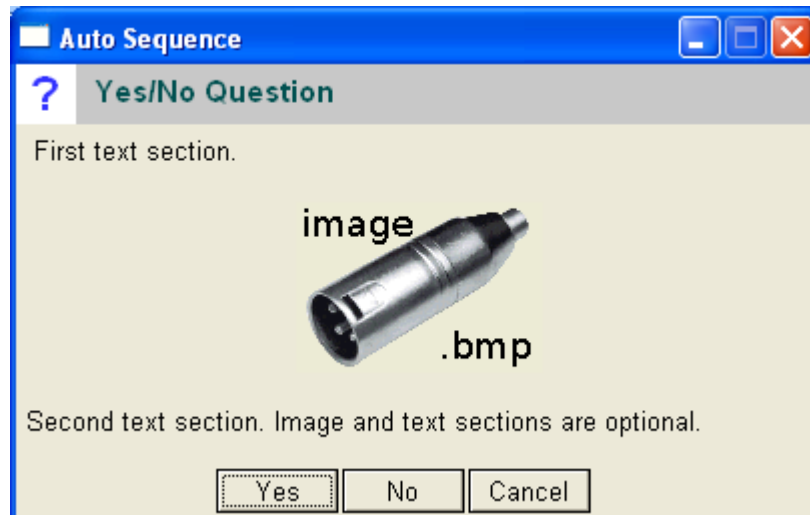 Auto Sequence
? Yes/No Question
First text section.
image
.bmp
Second text section. Image and text sections are optional.
Yes No Cancel